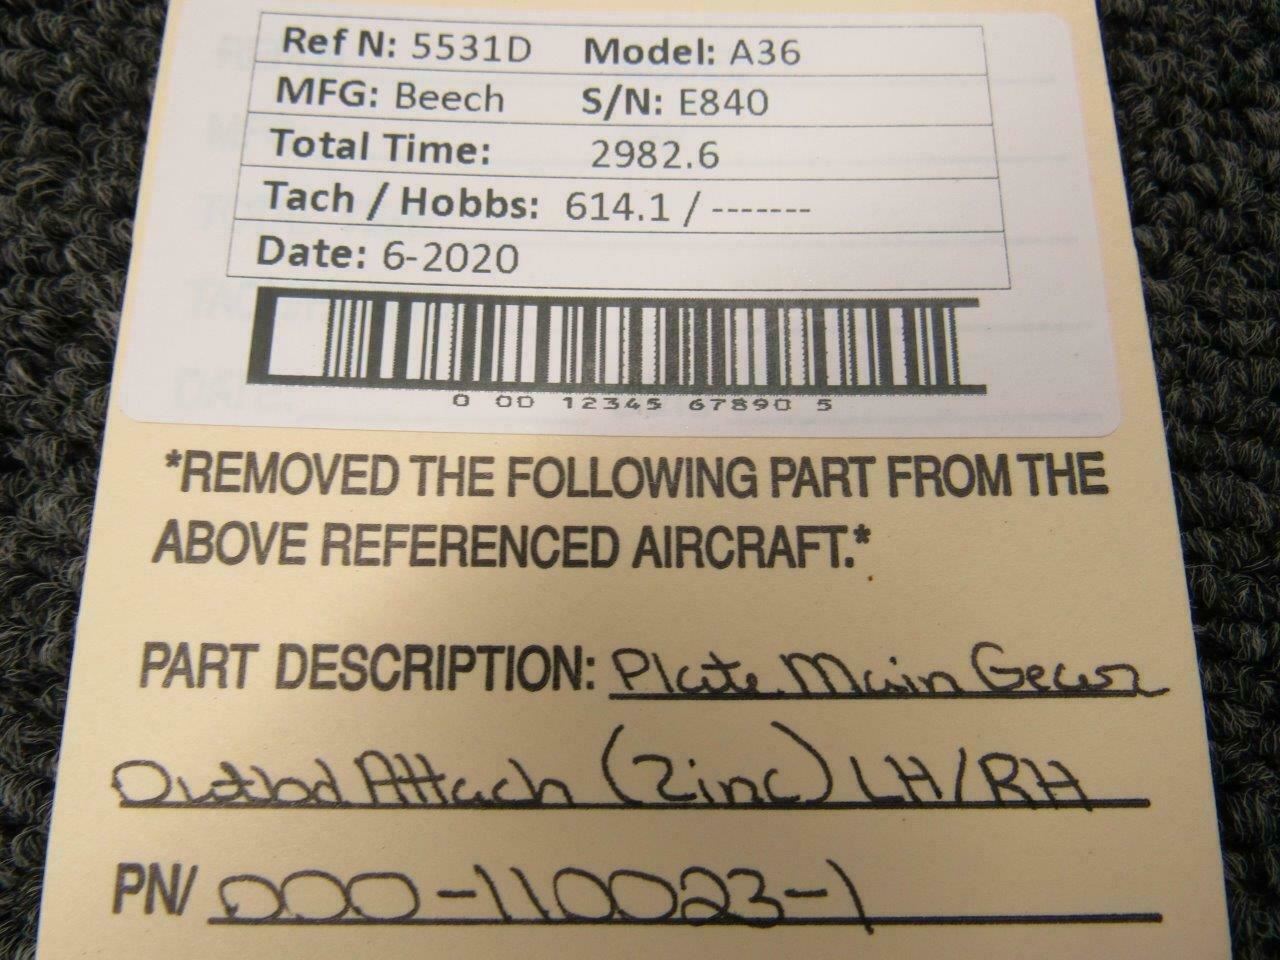 Ref N: 5531D Model: A36
MFG: Beech S/N: E840
Total Time: 2982.6
Tach / Hobbs: 614.1 / -------
Date: 6-2020
0 00 12345 67890 5
*REMOVED THE FOLLOWING PART FROM THE
ABOVE REFERENCED AIRCRAFT.*
PART DESCRIPTION: Plate Main Gear
Outbd Attach (Zinc) LH/RH
PN/ 000-110023-1